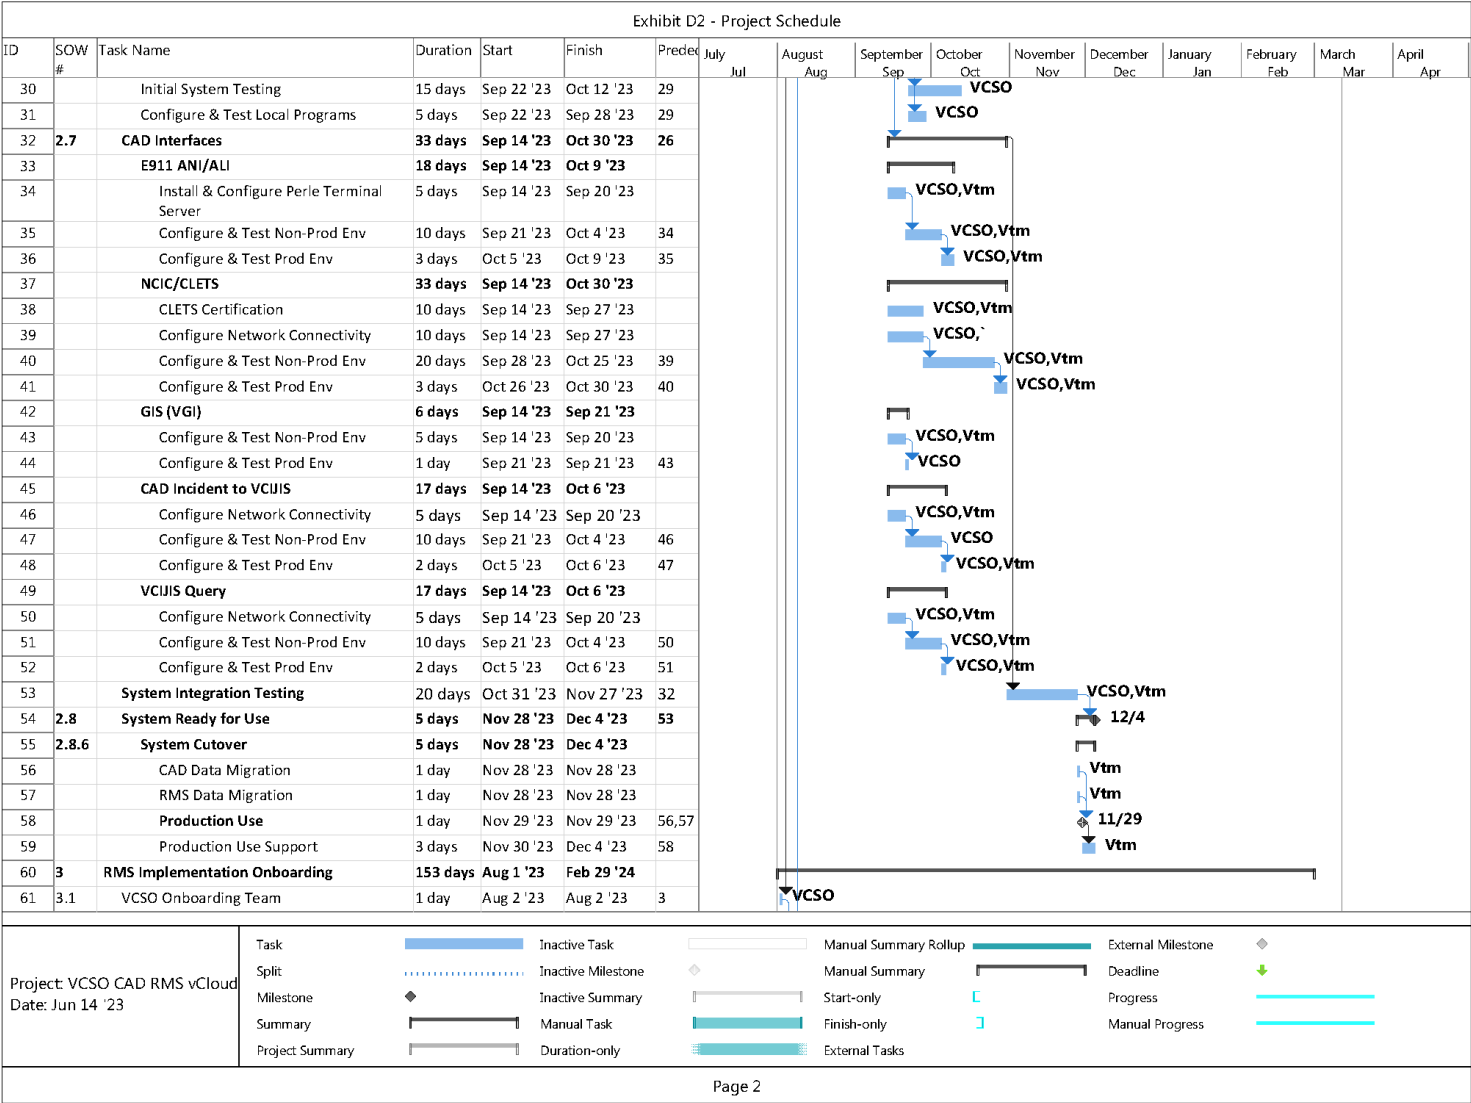 Exhibit D2 - Project Schedule
ID SOW # Task Name Duration Start Finish Predec July August September October November December January February March April
Jul Aug Sep Oct Nov Dec Jan Feb Mar Apr
30 Initial System Testing 15 days Sep 22 '23 Oct 12 '23 29 VCSO
31 Configure & Test Local Programs 5 days Sep 22 '23 Sep 28 '23 29 VCSO
32 2.7 CAD Interfaces 33 days Sep 14 '23 Oct 30 '23 26
33 E911 ANI/ALI 18 days Sep 14 '23 Oct 9 '23
34 Install & Configure Perle Terminal 5 days Sep 14 '23 Sep 20 '23 VCSO,Vtm
Server
35 Configure & Test Non-Prod Env 10 days Sep 21 '23 Oct 4 '23 34 VCSO,Vtm
36 Configure & Test Prod Env 3 days Oct 5 '23 Oct 9 '23 35 VCSO,Vtm
37 NCIC/CLETS 33 days Sep 14 '23 Oct 30 '23
38 CLETS Certification 10 days Sep 14 '23 Sep 27 '23 VCSO,Vtm
39 Configure Network Connectivity 10 days Sep 14 '23 Sep 27 '23 VCSO,`
40 Configure & Test Non-Prod Env 20 days Sep 28 '23 Oct 25 '23 39 VCSO,Vtm
41 Configure & Test Prod Env 3 days Oct 26 '23 Oct 30 '23 40 VCSO,Vtm
42 GIS (VGI) 6 days Sep 14 '23 Sep 21 '23
43 Configure & Test Non-Prod Env 5 days Sep 14 '23 Sep 20 '23 VCSO,Vtm
44 Configure & Test Prod Env 1 day Sep 21 '23 Sep 21 '23 43 VCSO
45 CAD Incident to VCIJIS 17 days Sep 14 '23 Oct 6 '23
46 Configure Network Connectivity 5 days Sep 14 '23 Sep 20 '23 VCSO,Vtm
47 Configure & Test Non-Prod Env 10 days Sep 21 '23 Oct 4 '23 46 VCSO
48 Configure & Test Prod Env 2 days Oct 5 '23 Oct 6 '23 47 VCSO,Vtm
49 VCIJIS Query 17 days Sep 14 '23 Oct 6 '23
50 Configure Network Connectivity 5 days Sep 14 '23 Sep 20 '23 VCSO,Vtm
51 Configure & Test Non-Prod Env 10 days Sep 21 '23 Oct 4 '23 50 VCSO,Vtm
52 Configure & Test Prod Env 2 days Oct 5 '23 Oct 6 '23 51 VCSO,Vtm
53 System Integration Testing 20 days Oct 31 '23 Nov 27 '23 32 VCSO,Vtm
54 2.8 System Ready for Use 5 days Nov 28 '23 Dec 4 '23 53 12/4
55 2.8.6 System Cutover 5 days Nov 28 '23 Dec 4 '23
56 CAD Data Migration 1 day Nov 28 '23 Nov 28 '23 Vtm
57 RMS Data Migration 1 day Nov 28 '23 Nov 28 '23 Vtm
58 Production Use 1 day Nov 29 '23 Nov 29 '23 56,57 11/29
59 Production Use Support 3 days Nov 30 '23 Dec 4 '23 58 Vtm
60 3 RMS Implementation Onboarding 153 days Aug 1 '23 Feb 29 '24
61 3.1 VCSO Onboarding Team 1 day Aug 2 '23 Aug 2 '23 3 VCSO
Project: VCSO CAD RMS vCloud
Date: Jun 14 '23
Task Inactive Task Manual Summary Rollup External Milestone
Split Inactive Milestone Manual Summary Deadline
Milestone Inactive Summary Start-only Progress
Summary Manual Task Finish-only Manual Progress
Project Summary Duration-only External Tasks
Page 2